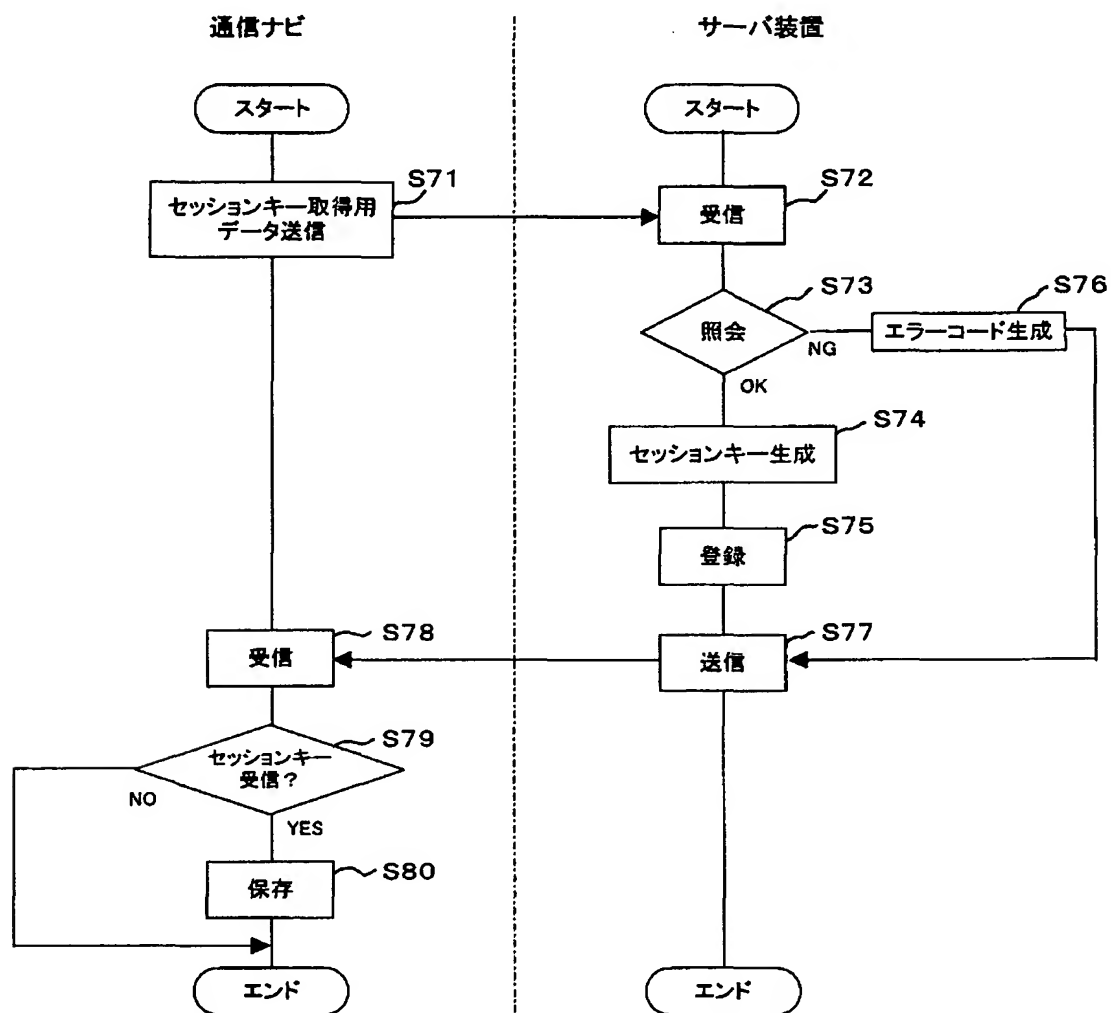 通信ナビ
サーバ装置
スタート
スタート
S71
セッションキー取得用
データ送信
S72
受信
S73
照会
NG
OK
S76
エラーコード生成
S74
セッションキー生成
S75
登録
S78
受信
S77
送信
S79
セッションキー
受信?
NO
YES
S80
保存
エンド
エンド